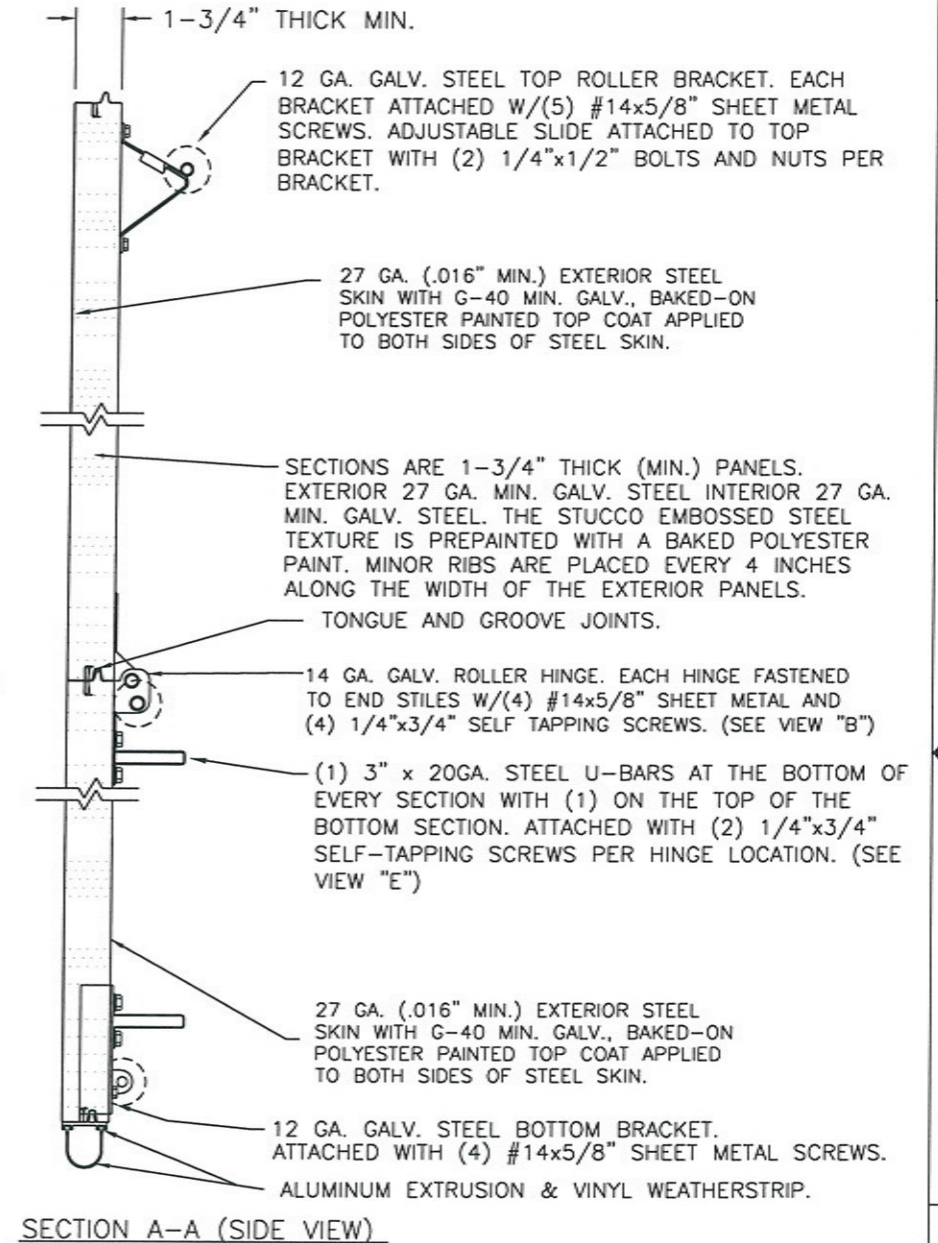 1-3/4" THICK MIN.
12 GA. GALV. STEEL TOP ROLLER BRACKET. EACH
BRACKET ATTACHED W/(5) #14x5/8" SHEET METAL
SCREWS. ADJUSTABLE SLIDE ATTACHED TO TOP
BRACKET WITH (2) 1/4"x1/2" BOLTS AND NUTS PER
BRACKET.
27 GA. (.016" MIN.) EXTERIOR STEEL
SKIN WITH G-40 MIN. GALV., BAKED-ON
POLYESTER PAINTED TOP COAT APPLIED
TO BOTH SIDES OF STEEL SKIN.
SECTIONS ARE 1-3/4" THICK (MIN.) PANELS.
EXTERIOR 27 GA. MIN. GALV. STEEL INTERIOR 27 GA.
MIN. GALV. STEEL. THE STUCCO EMBOSSED STEEL
TEXTURE IS PREPAINTED WITH A BAKED POLYESTER
PAINT. MINOR RIBS ARE PLACED EVERY 4 INCHES
ALONG THE WIDTH OF THE EXTERIOR PANELS.
TONGUE AND GROOVE JOINTS.
14 GA. GALV. ROLLER HINGE. EACH HINGE FASTENED
TO END STILES W/(4) #14x5/8" SHEET METAL AND
(4) 1/4"x3/4" SELF TAPPING SCREWS. (SEE VIEW "B")
(1) 3" x 20GA. STEEL U-BARS AT THE BOTTOM OF
EVERY SECTION WITH (1) ON THE TOP OF THE
BOTTOM SECTION. ATTACHED WITH (2) 1/4"x3/4"
SELF-TAPPING SCREWS PER HINGE LOCATION. (SEE
VIEW "E")
27 GA. (.016" MIN.) EXTERIOR STEEL
SKIN WITH G-40 MIN. GALV., BAKED-ON
POLYESTER PAINTED TOP COAT APPLIED
TO BOTH SIDES OF STEEL SKIN.
12 GA. GALV. STEEL BOTTOM BRACKET.
ATTACHED WITH (4) #14x5/8" SHEET METAL SCREWS.
ALUMINUM EXTRUSION & VINYL WEATHERSTRIP.
SECTION A-A (SIDE VIEW)